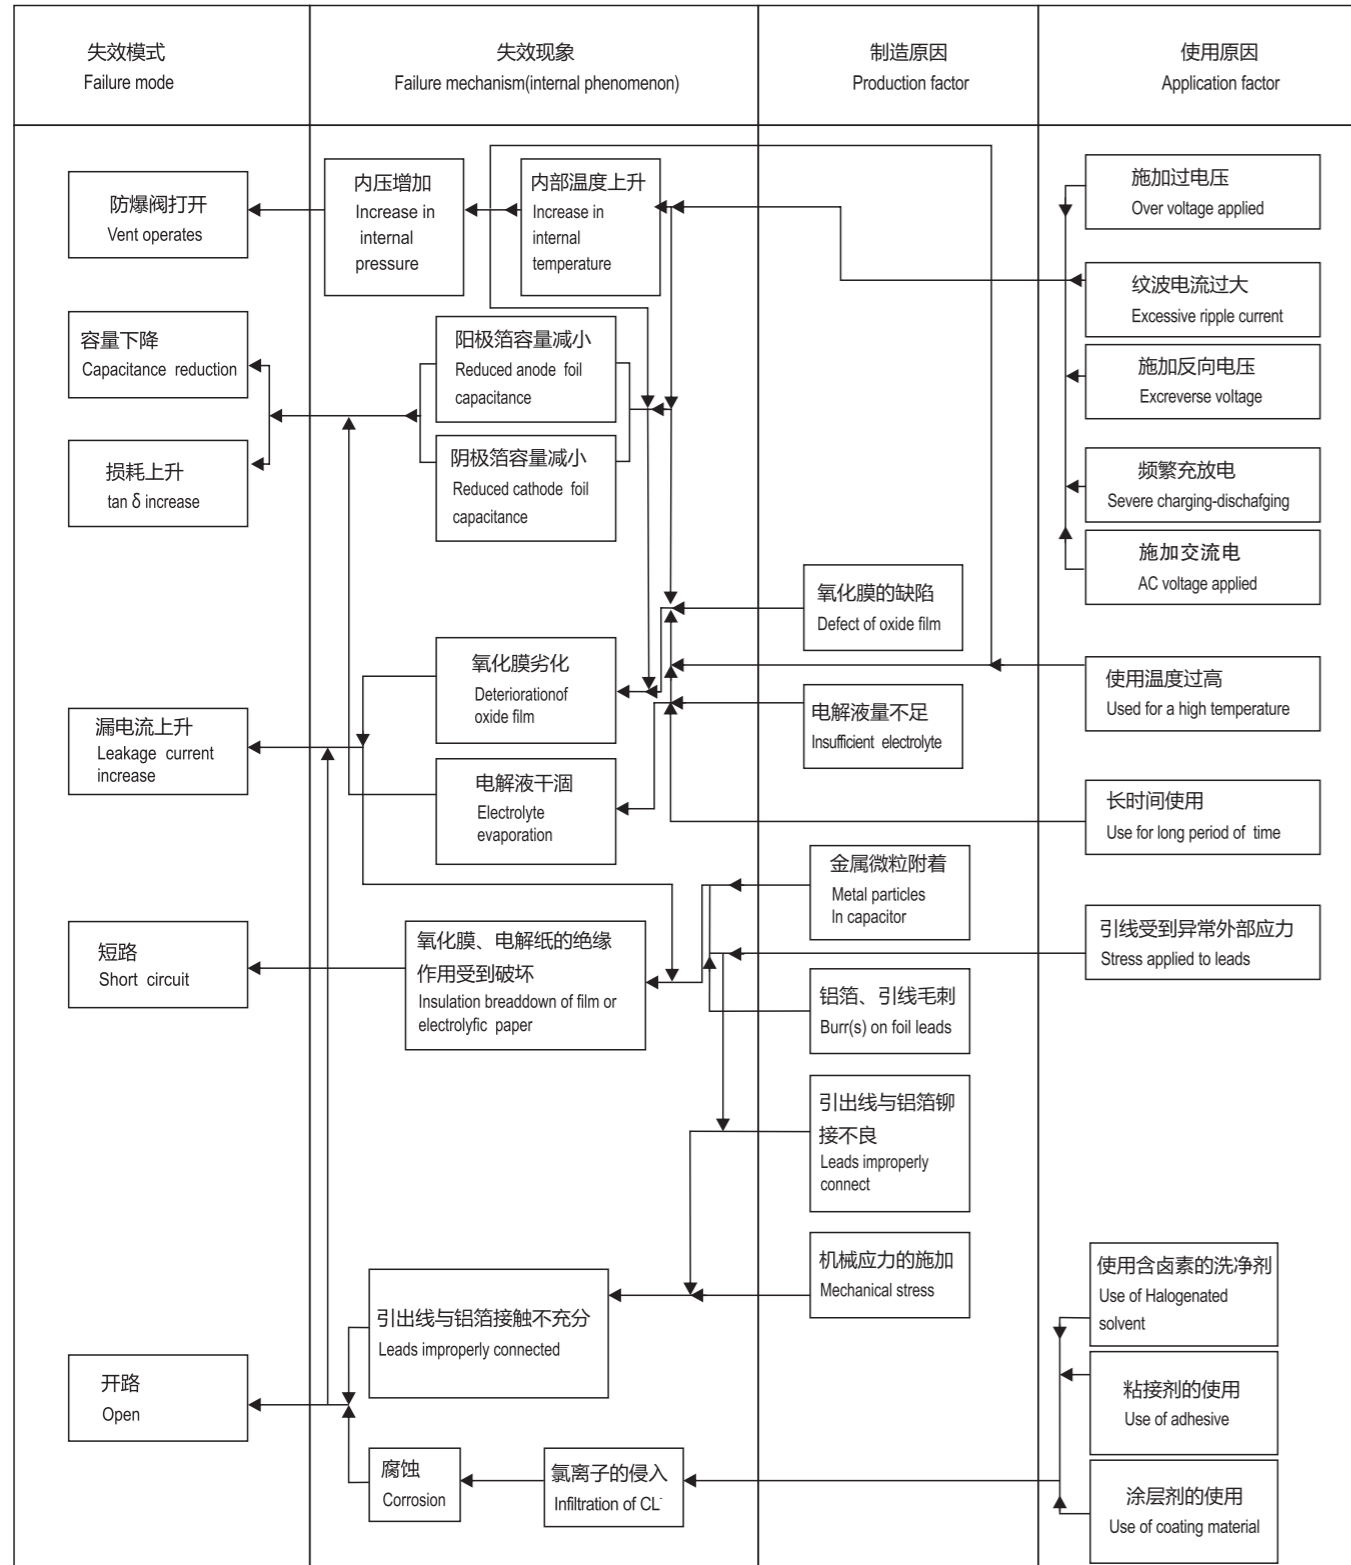 失效模式
Failure mode
失效现象
Failure mechanism(internal phenomenon)
制造原因
Production factor
使用原因
Application factor
防爆阀打开
Vent operates
内压增加
Increase in
internal
pressure
内部温度上升
Increase in
internal
temperature
施加过电压
Over voltage applied
纹波电流过大
Excessive ripple current
容量下降
Capacitance reduction
阳极箔容量减小
Reduced anode foil
capacitance
施加反向电压
Excreverse voltage
损耗上升
tan δ increase
阴极箔容量减小
Reduced cathode foil
capacitance
频繁充放电
Severe charging-dischafging
施加交流电
AC voltage applied
氧化膜的缺陷
Defect of oxide film
氧化膜劣化
Deteriorationof
oxide film
使用温度过高
Used for a high temperature
电解液量不足
Insufficient electrolyte
漏电流上升
Leakage current
increase
电解液干涸
Electrolyte
evaporation
长时间使用
Use for long period of time
金属微粒附着
Metal particles
In capacitor
短路
Short circuit
氧化膜、电解纸的绝缘
作用受到破坏
Insulation breaddown of film or
electrolyfic paper
引线受到异常外部应力
Stress applied to leads
铝箔、引线毛刺
Burr(s) on foil leads
引出线与铝箔铆
接不良
Leads improperly
connect
机械应力的施加
Mechanical stress
引出线与铝箔接触不充分
Leads improperly connected
使用含卤素的洗净剂
Use of Halogenated
solvent
开路
Open
粘接剂的使用
Use of adhesive
腐蚀
Corrosion
氯离子的侵入
Infiltration of CL⁻
涂层剂的使用
Use of coating material